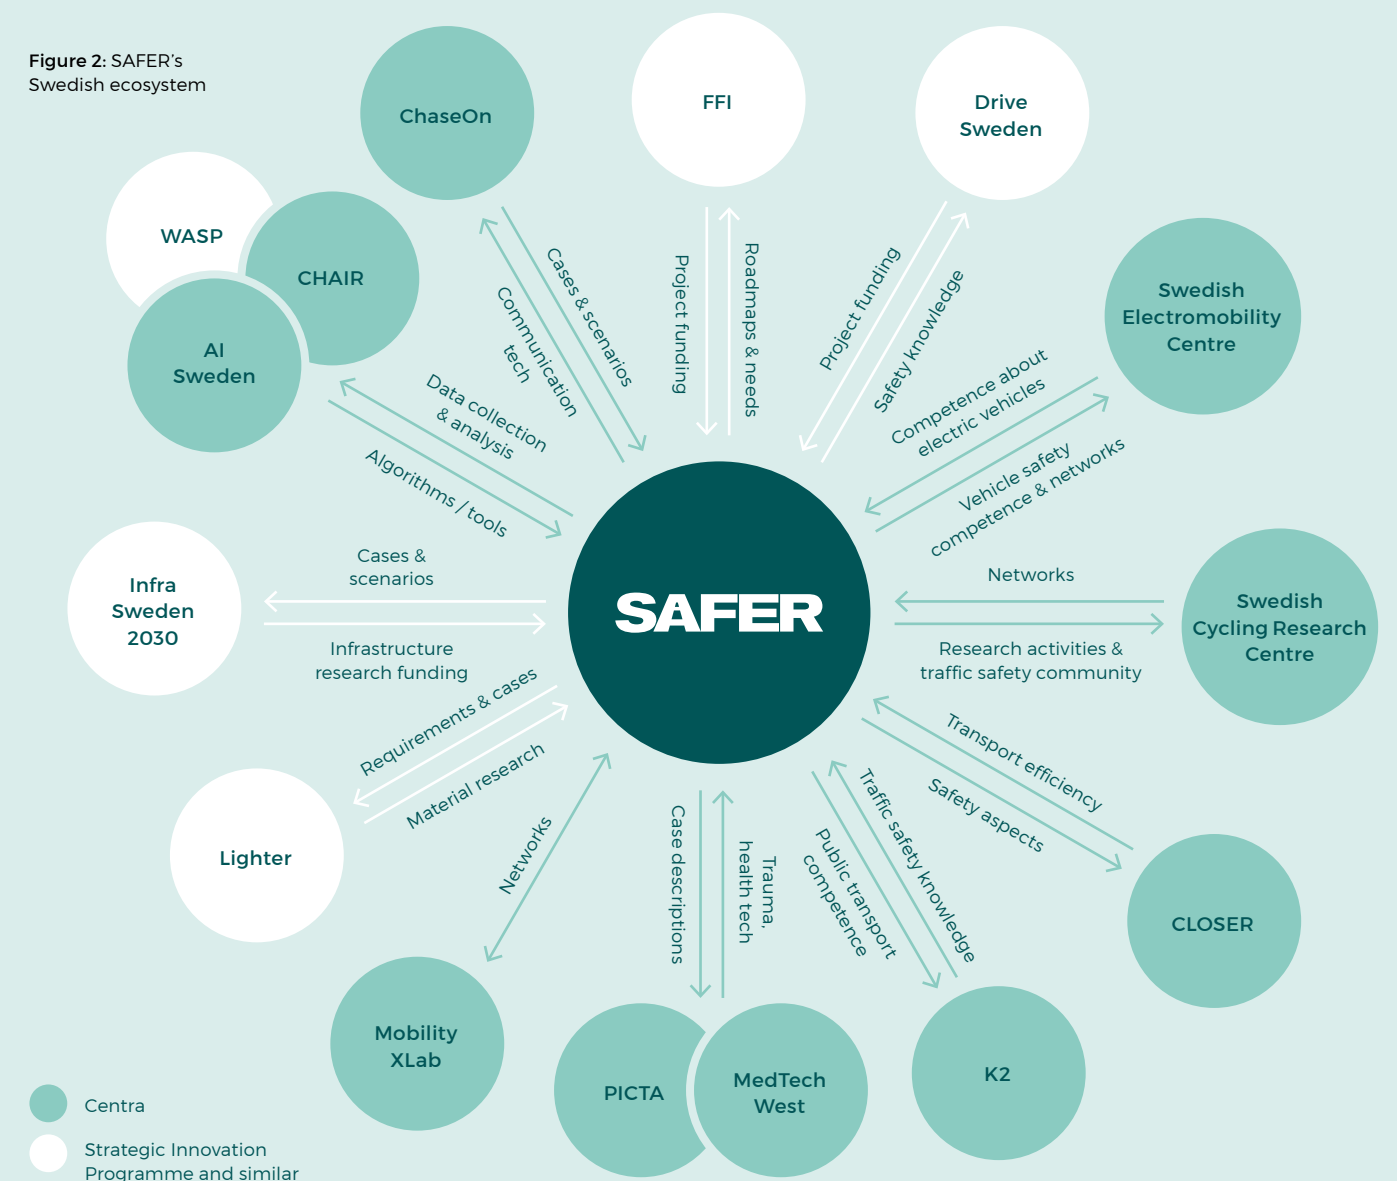 Figure 2: SAFER’s
Swedish ecosystem
ChaseOn
FFI
Drive
Sweden
WASP
CHAIR
AI
Sweden
Swedish
Electromobility
Centre
Cases & scenarios
Communication
tech
Project funding
Roadmaps & needs
Project funding
Safety knowledge
Competence about
electric vehicles
Vehicle safety
competence & networks
Data collection
& analysis
Algorithms / tools
Infra
Sweden
2030
Cases &
scenarios
Infrastructure
research funding
SAFER
Networks
Research activities &
traffic safety community
Swedish
Cycling Research
Centre
Requirements & cases
Material research
Lighter
Networks
Mobility
XLab
Case descriptions
Trauma,
health tech
PICTA
MedTech
West
Traffic safety knowledge
Public transport
competence
K2
Transport efficiency
Safety aspects
CLOSER
Centra
Strategic Innovation
Programme and similar